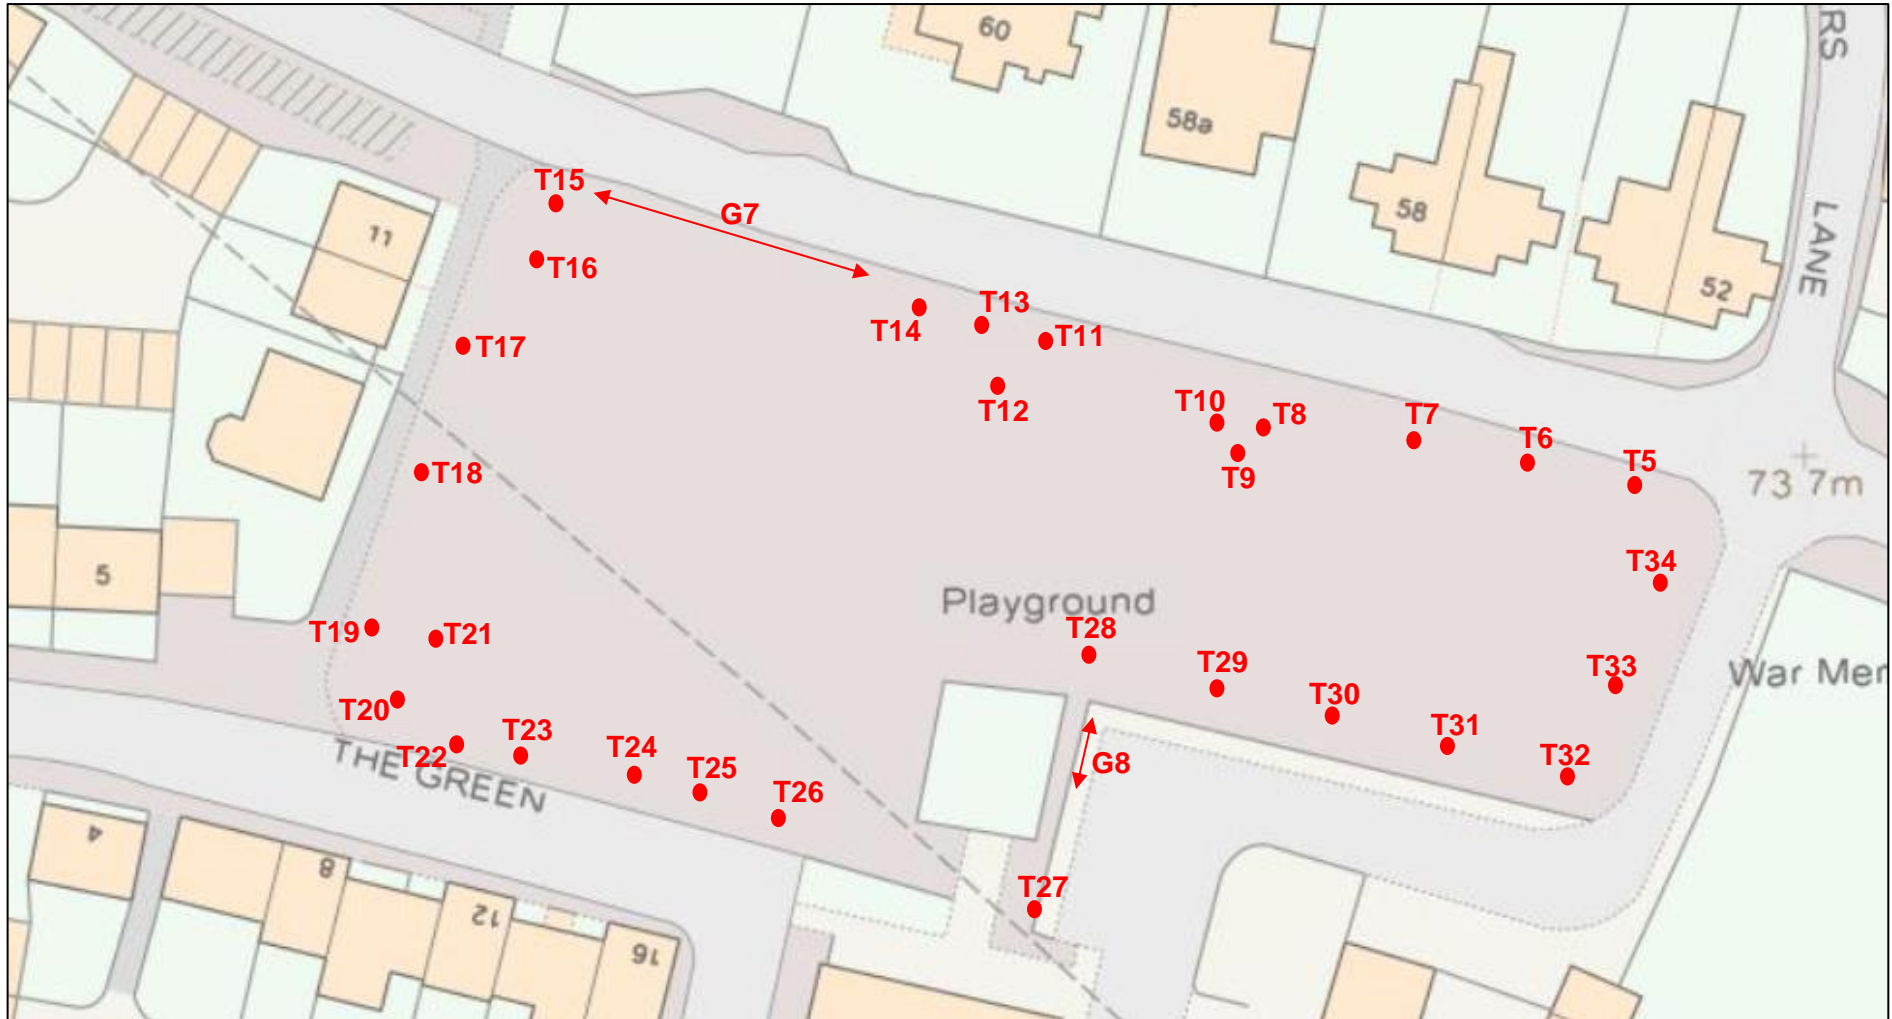 60
RS
58a
T15
G7
58
LANE
11
T16
52
T13
T14
T11
T17
T12
T10
T8
T7
T6
T9
T5
T18
73.7m
T34
5
Playground
T19
T21
T28
T29
T33
War Mem
T20
T30
T23
T31
T22
THE GREEN
T24
T32
T25
G8
T26
4
8
T27
12
16